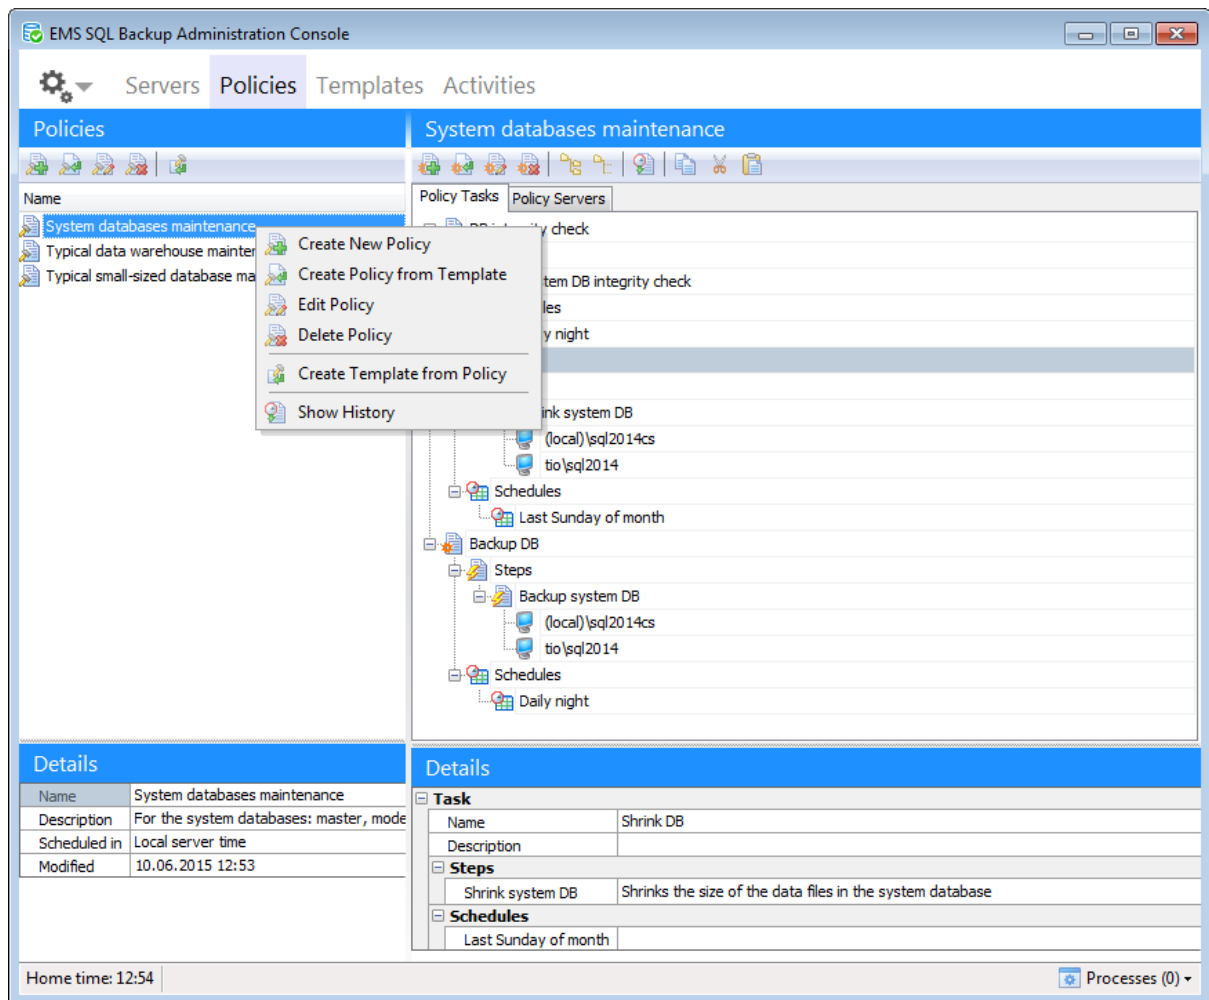 EMS SQL Backup Administration Console
Servers Policies Templates Activities
Policies
Name
System databases maintenance
Typical data warehouse mainter
Typical small-sized database ma
Create New Policy
Create Policy from Template
Edit Policy
Delete Policy
Create Template from Policy
Show History
System databases maintenance
Policy Tasks Policy Servers
check
tem DB integrity check
les
y night
ink system DB
(local)\sql2014cs
tio\sql2014
Schedules
Last Sunday of month
Backup DB
Steps
Backup system DB
(local)\sql2014cs
tio\sql2014
Schedules
Daily night
Details
Name System databases maintenance
Description For the system databases: master, mode
Scheduled in Local server time
Modified 10.06.2015 12:53
Details
Task
Name Shrink DB
Description
Steps
Shrink system DB Shrinks the size of the data files in the system database
Schedules
Last Sunday of month
Home time: 12:54
Processes (0)